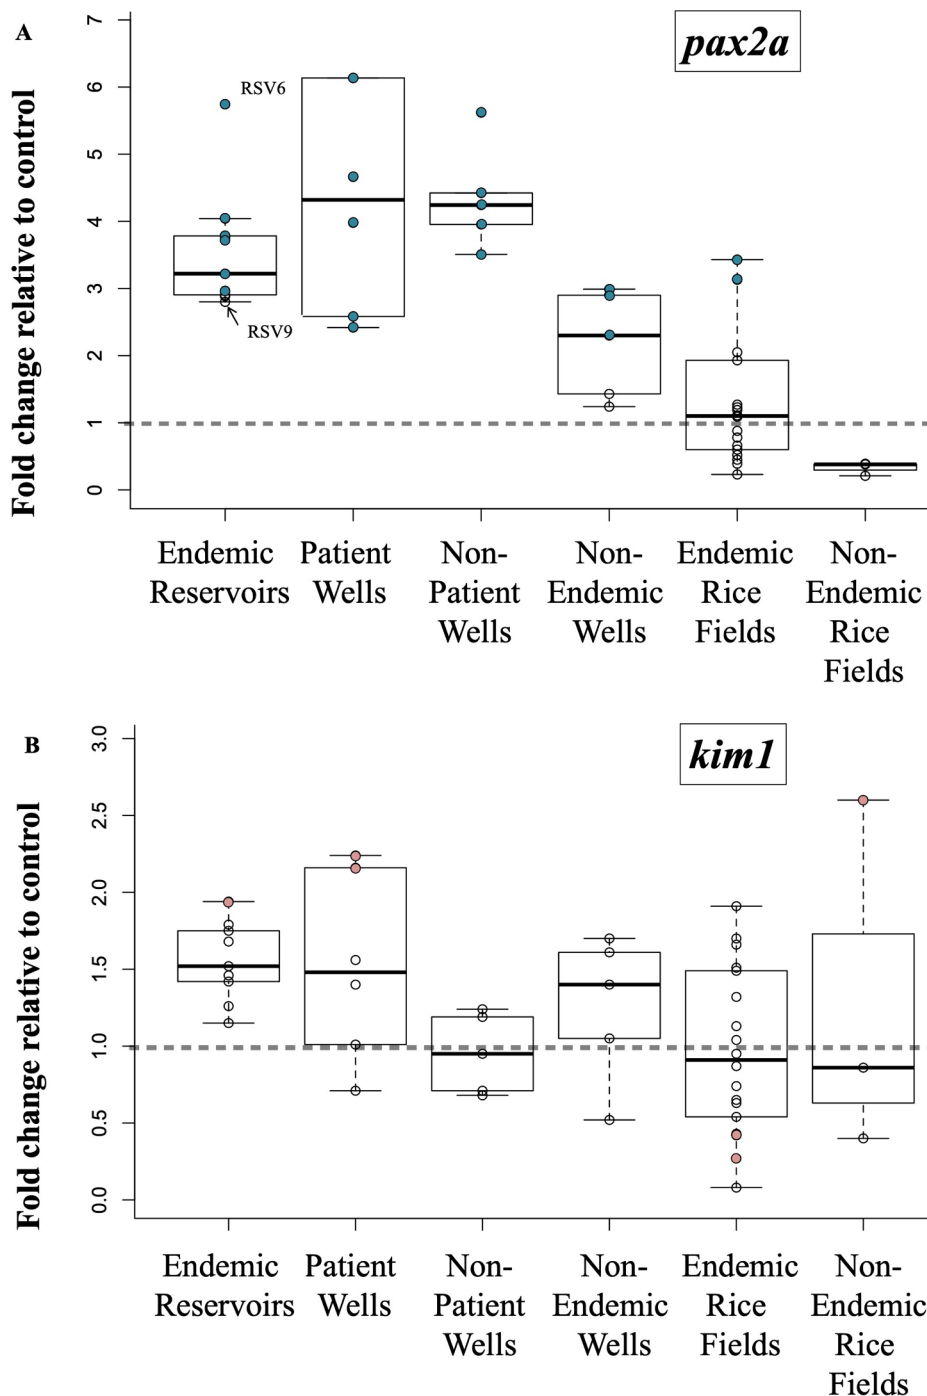 A
pax2a
Fold change relative to control
7
6
5
4
3
2
1
0
RSV6
RSV9
Endemic Reservoirs
Patient Wells
Non-Patient Wells
Non-Endemic Wells
Endemic Rice Fields
Non-Endemic Rice Fields
B
kim1
Fold change relative to control
3.0
2.5
2.0
1.5
1.0
0.5
0.0
Endemic Reservoirs
Patient Wells
Non-Patient Wells
Non-Endemic Wells
Endemic Rice Fields
Non-Endemic Rice Fields